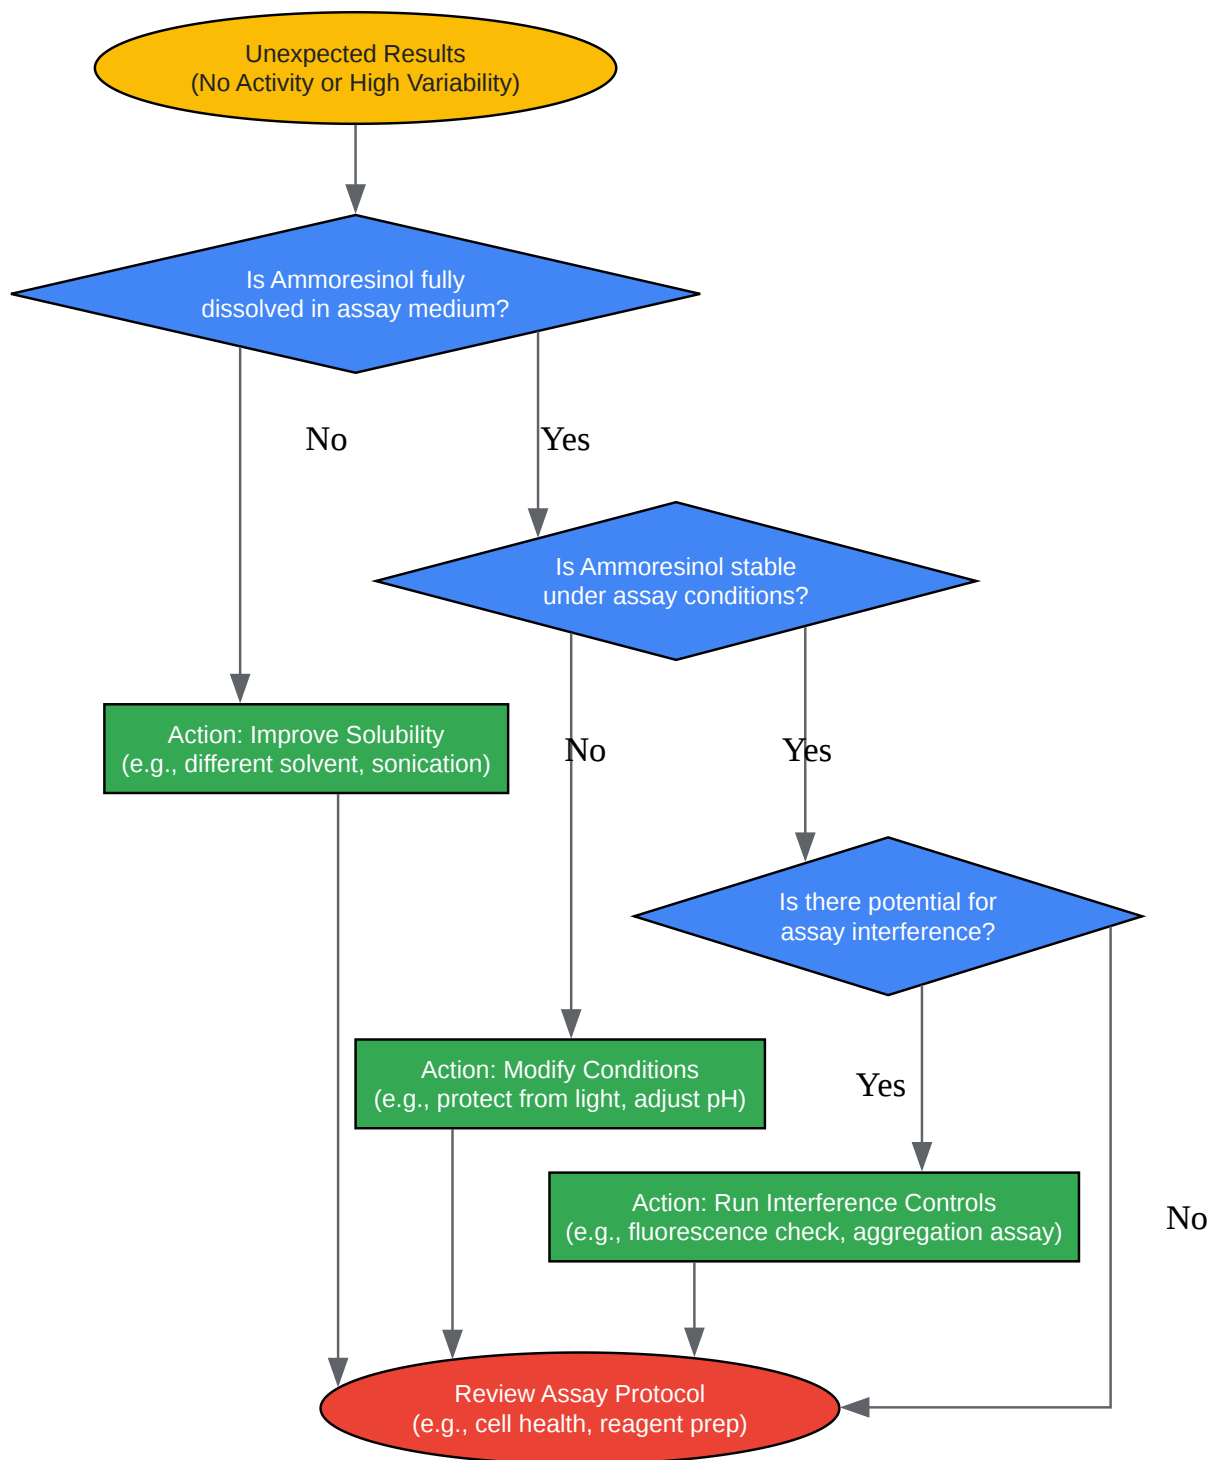 Unexpected Results
(No Activity or High Variability)
Is Ammoresinol fully
dissolved in assay medium?
No
Yes
Is Ammoresinol stable
under assay conditions?
Action: Improve Solubility
(e.g., different solvent, sonication)
No
Yes
Is there potential for
assay interference?
Action: Modify Conditions
(e.g., protect from light, adjust pH)
Yes
Action: Run Interference Controls
(e.g., fluorescence check, aggregation assay)
No
Review Assay Protocol
(e.g., cell health, reagent prep)